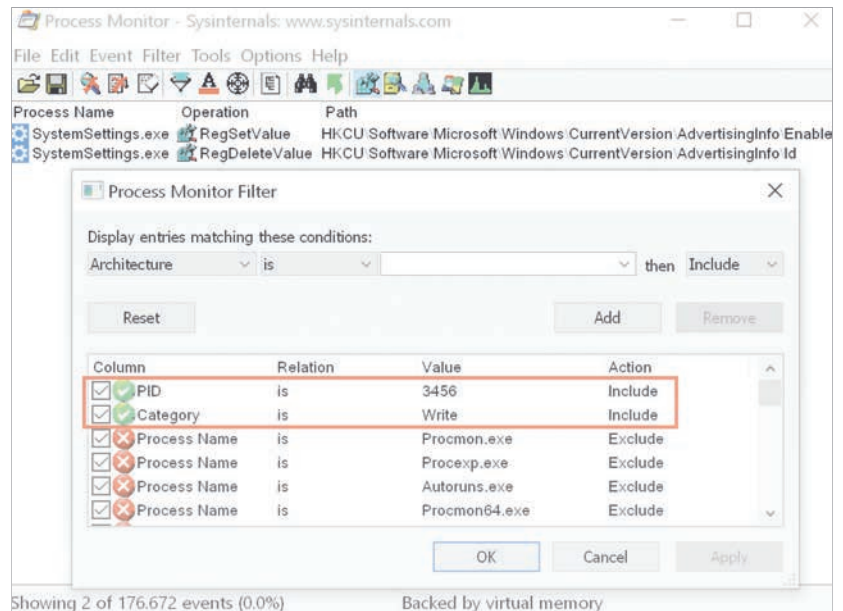 Process Monitor - Sysinternals: www.sysinternals.com
File Edit Event Filter Tools Options Help
Process Name Operation Path
SystemSettings.exe RegSetValue HKCU\Software\Microsoft\Windows\CurrentVersion\AdvertisingInfo\Enable
SystemSettings.exe RegDeleteValue HKCU\Software\Microsoft\Windows\CurrentVersion\AdvertisingInfo\Id
Process Monitor Filter
Display entries matching these conditions:
Architecture is then Include
Reset Add Remove
Column Relation Value Action
PID is 3456 Include
Category is Write Include
Process Name is Procmon.exe Exclude
Process Name is Procexp.exe Exclude
Process Name is Autoruns.exe Exclude
Process Name is Procmon64.exe Exclude
OK Cancel Apply
Showing 2 of 176.672 events (0.0%) Backed by virtual memory